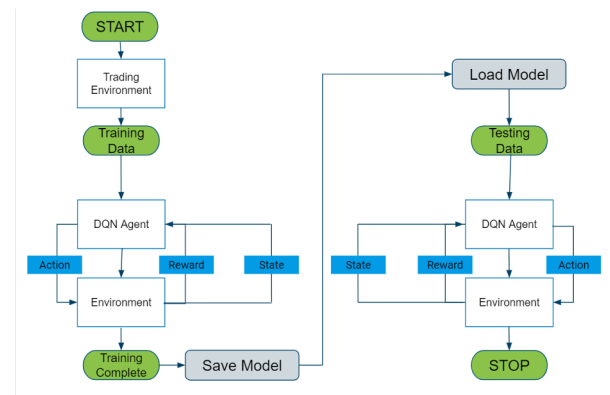 START
Trading
Environment
Training
Data
DQN Agent
Action
Reward
State
Environment
Training
Complete
Save Model
Load Model
Testing
Data
DQN Agent
State
Reward
Action
Environment
STOP